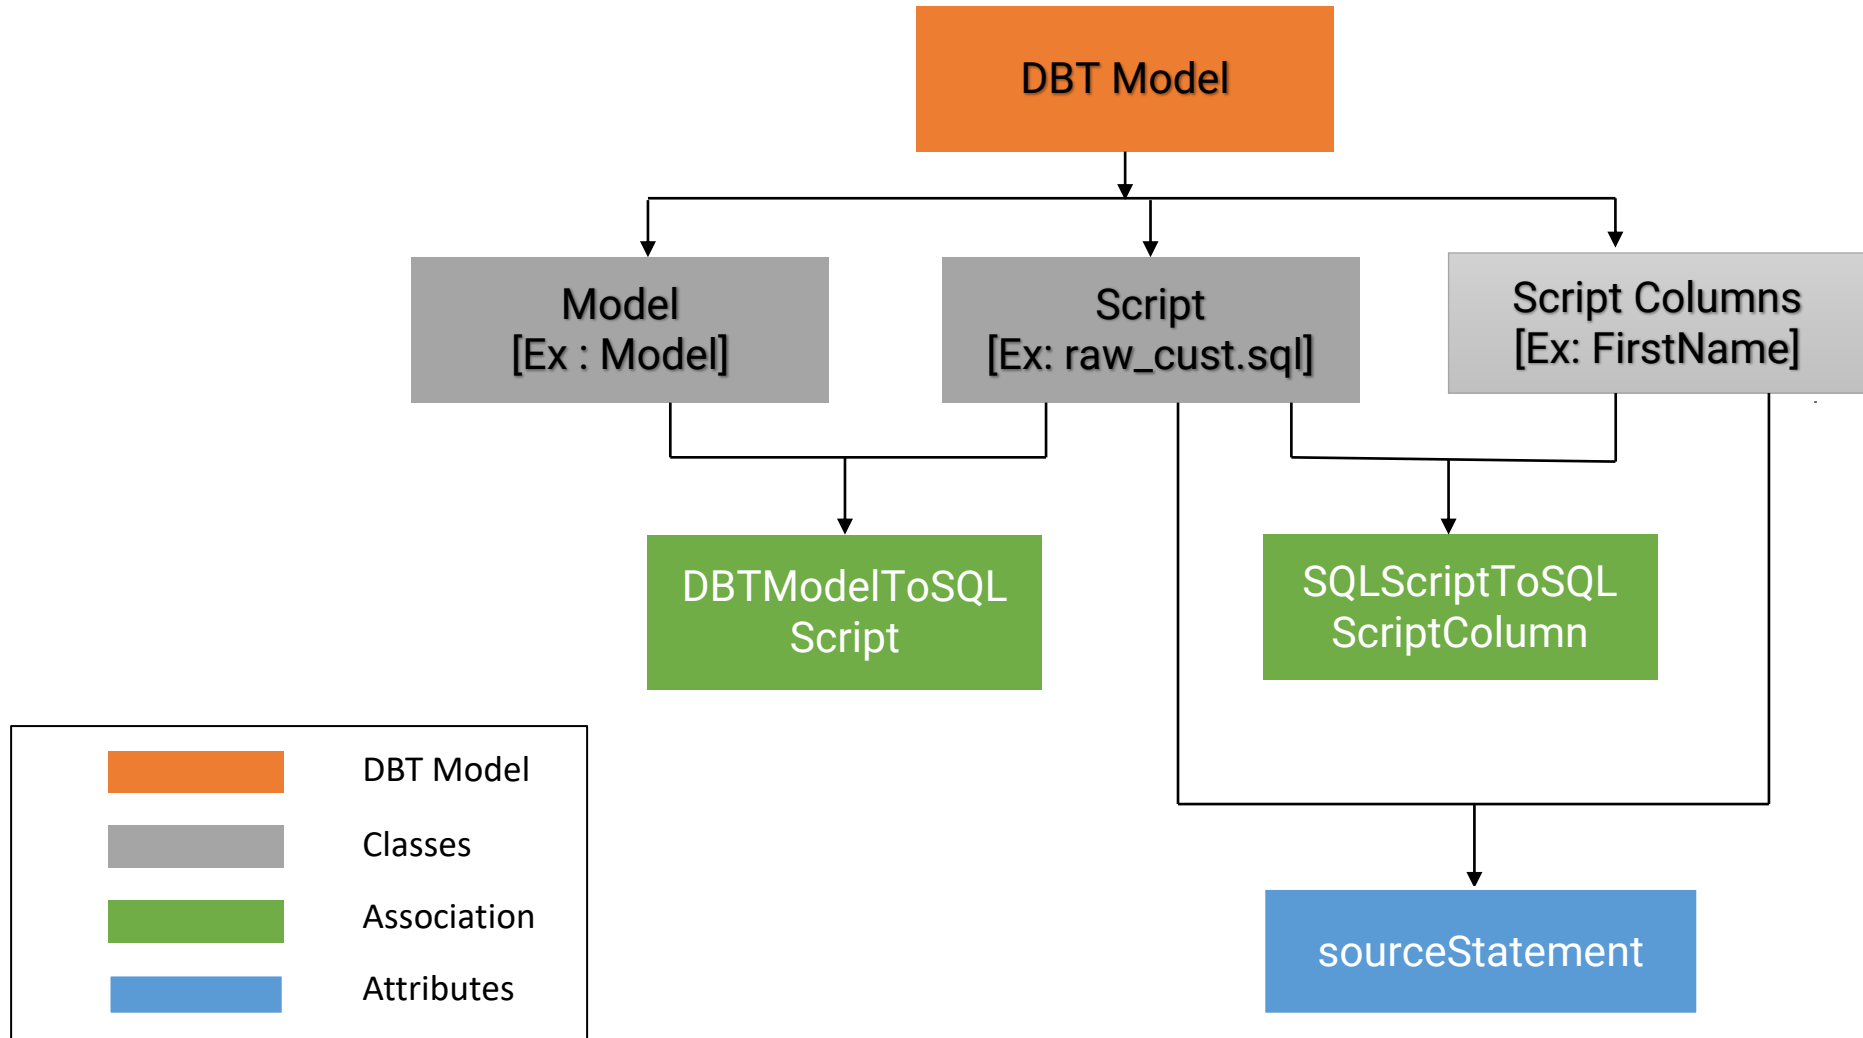 DBT Model
Model
[Ex : Model]
Script
[Ex: raw_cust.sql]
Script Columns
[Ex: FirstName]
DBTModelToSQL
Script
SQLScriptToSQL
ScriptColumn
sourceStatement
DBT Model
Classes
Association
Attributes